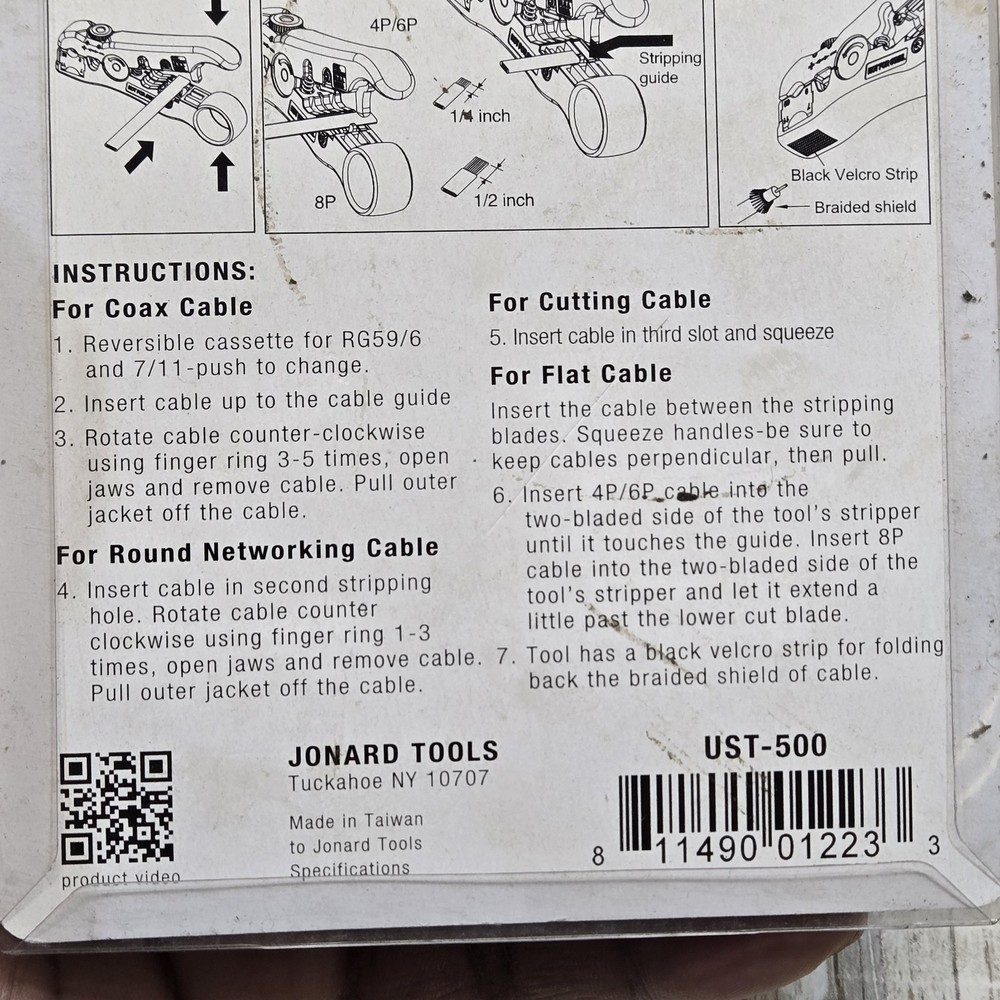 4P/6P
Stripping
guide
1/4 inch
8P
1/2 inch
Black Velcro Strip
Braided shield
INSTRUCTIONS:
For Coax Cable
1. Reversible cassette for RG59/6
and 7/11-push to change.
2. Insert cable up to the cable guide
3. Rotate cable counter-clockwise
using finger ring 3-5 times, open
jaws and remove cable. Pull outer
jacket off the cable.
For Round Networking Cable
4. Insert cable in second stripping
hole. Rotate cable counter
clockwise using finger ring 1-3
times, open jaws and remove cable.
Pull outer jacket off the cable.
For Cutting Cable
5. Insert cable in third slot and squeeze
For Flat Cable
Insert the cable between the stripping
blades. Squeeze handles-be sure to
keep cables perpendicular, then pull.
6. Insert 4P/6P cable into the
two-bladed side of the tool's stripper
until it touches the guide. Insert 8P
cable into the two-bladed side of the
tool's stripper and let it extend a
little past the lower cut blade.
7. Tool has a black velcro strip for folding
back the braided shield of cable.
product video
JONARD TOOLS
Tuckahoe NY 10707
Made in Taiwan
to Jonard Tools
Specifications
UST-500
8 11490 01223 3